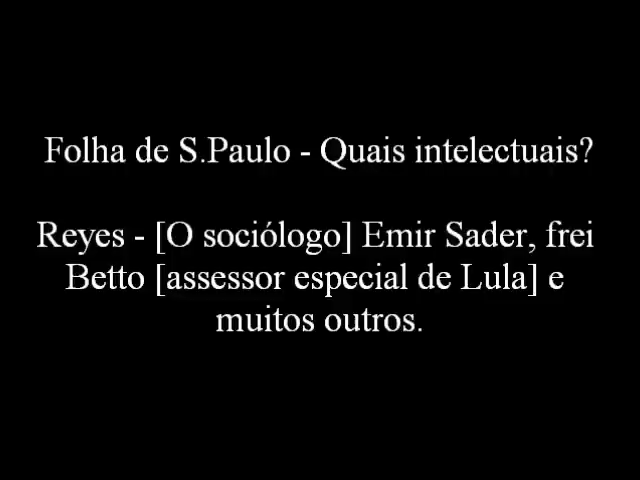 Folha de S.Paulo - Quais intelectuais?
Reyes - [O sociólogo] Emir Sader, frei
Betto [assessor especial de Lula] e
muitos outros.